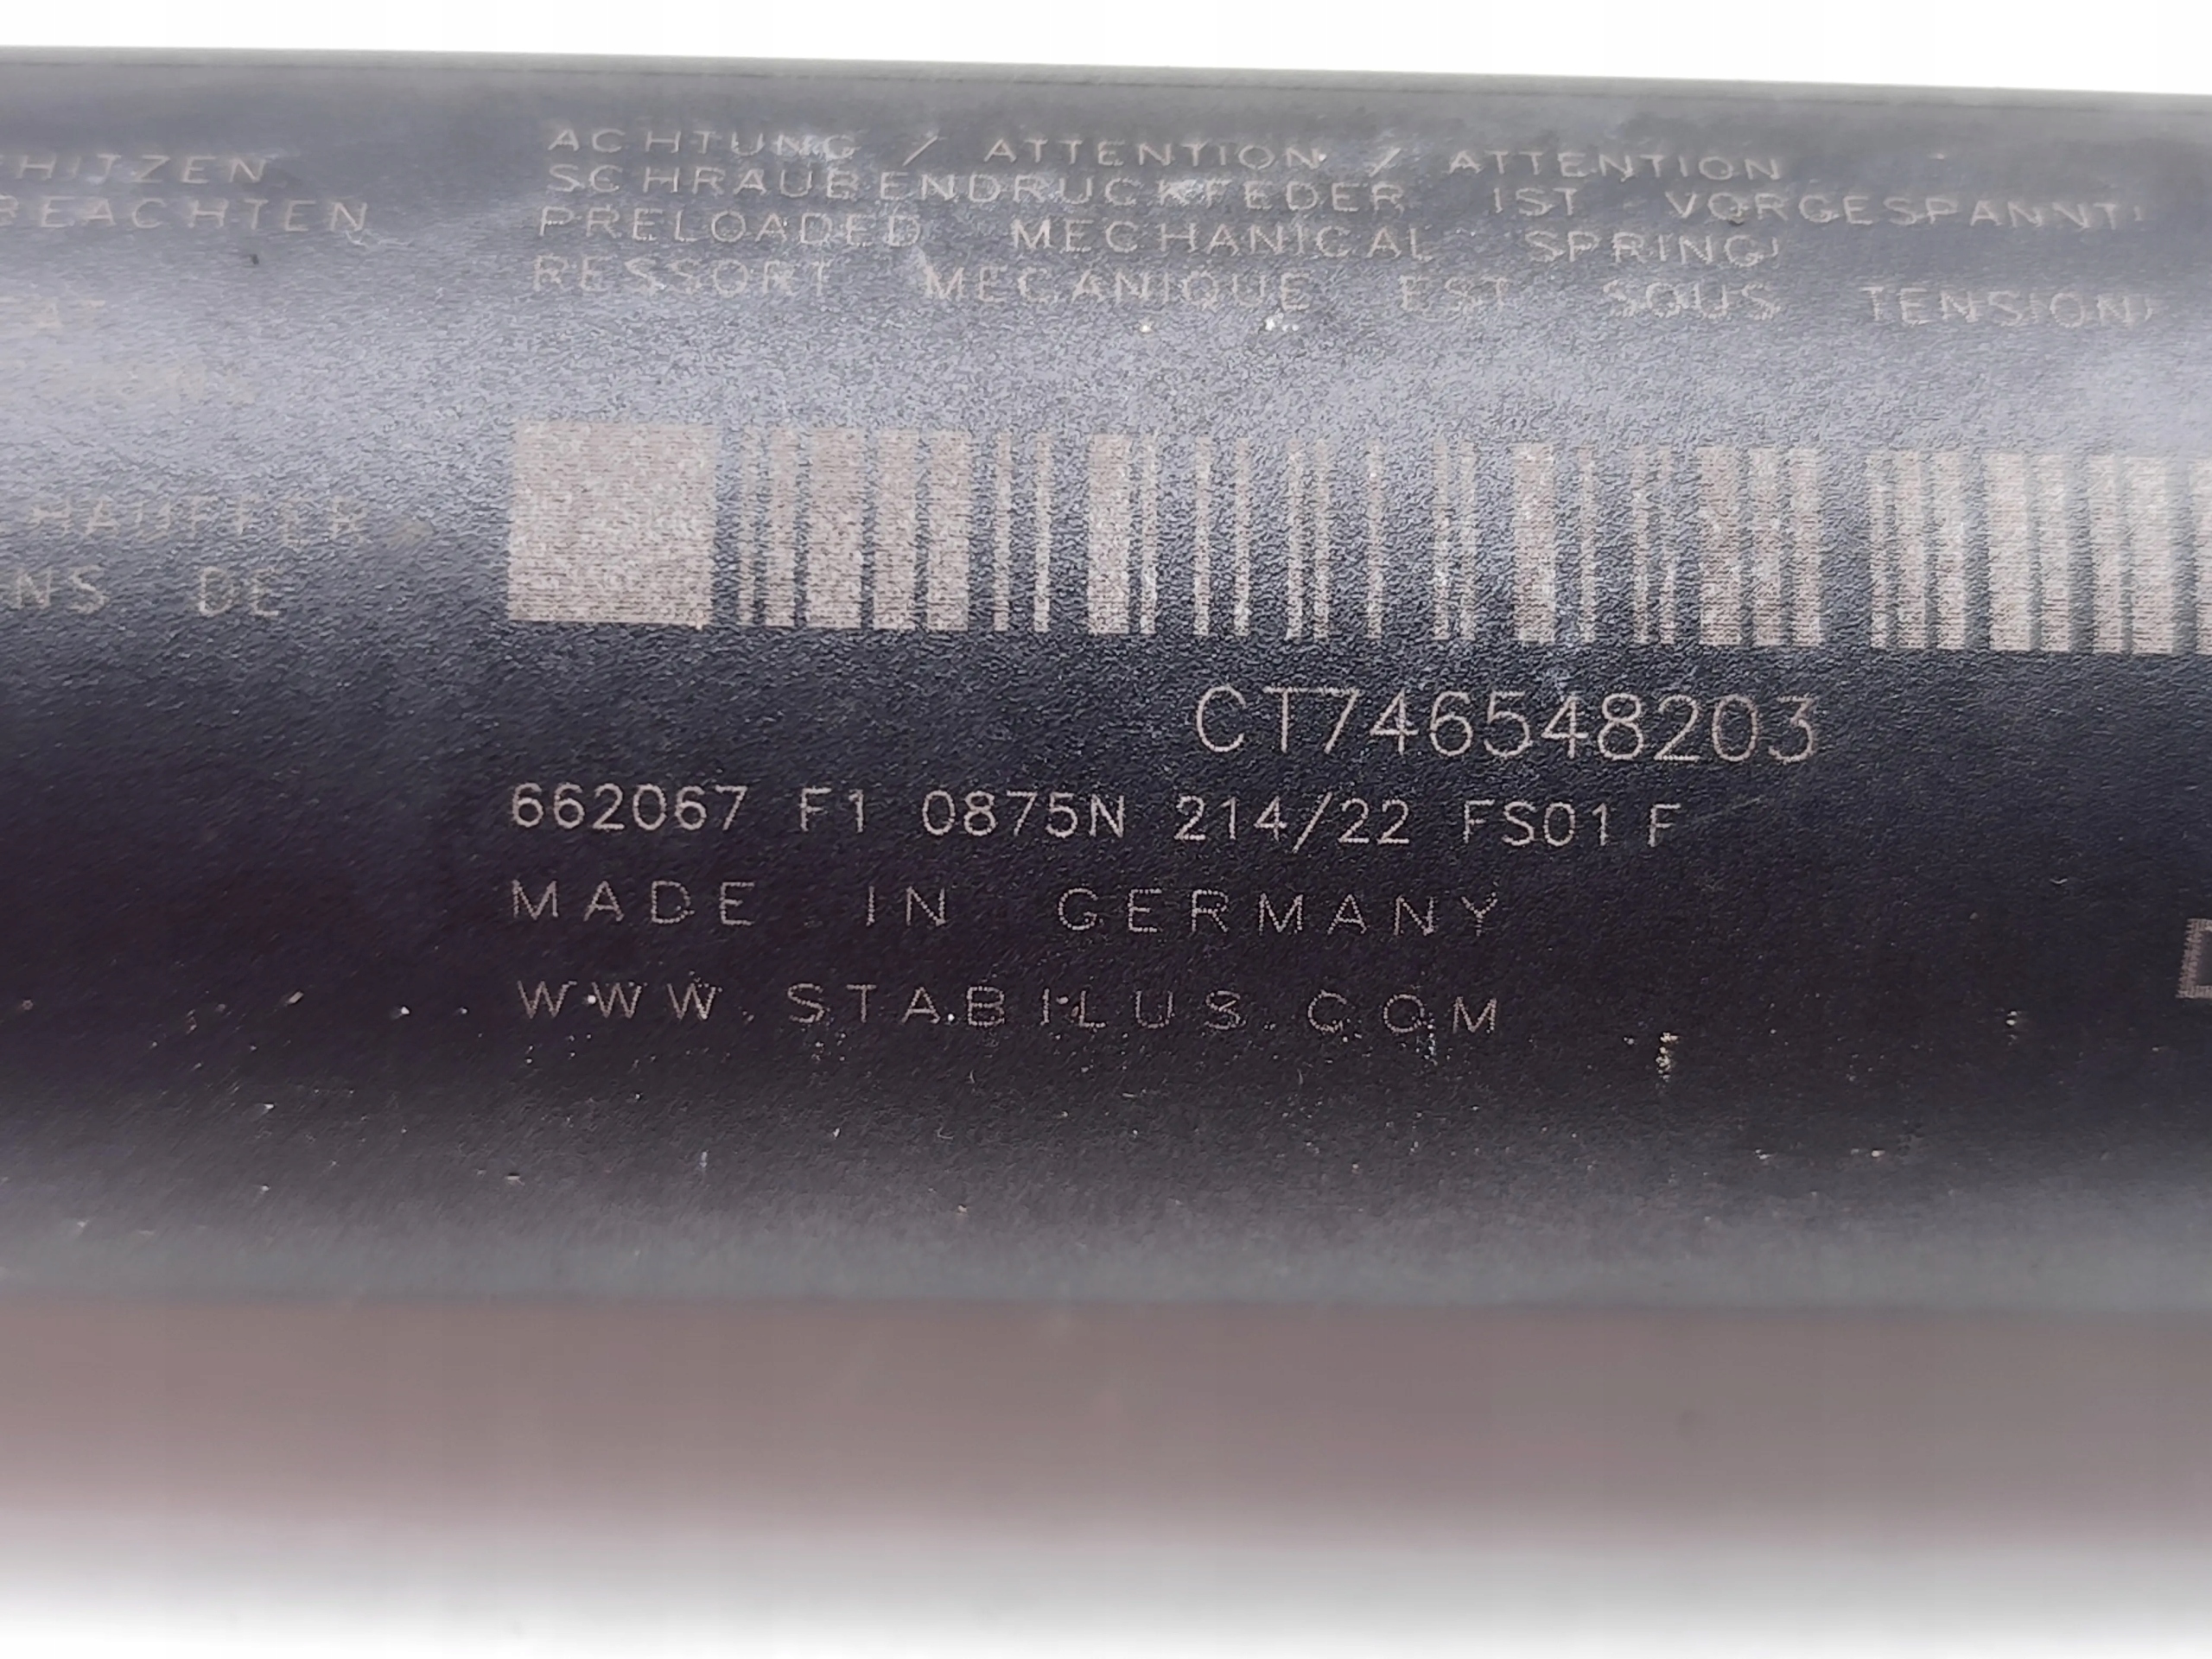 HITZEN
BEACHTEN
ACHTUNG / ATTENTION / ATTENTION
SCHRAUBENDRUCKFEDER IST VORGESPANNT!
PRELOADED MECHANICAL SPRING!
RESSORT MECANIQUE EST SOUS TENSION!
NS DE
CT746548203
662067 F1 0875N 214/22 FS01 F
MADE IN GERMANY
WWW.STABILUS.COM